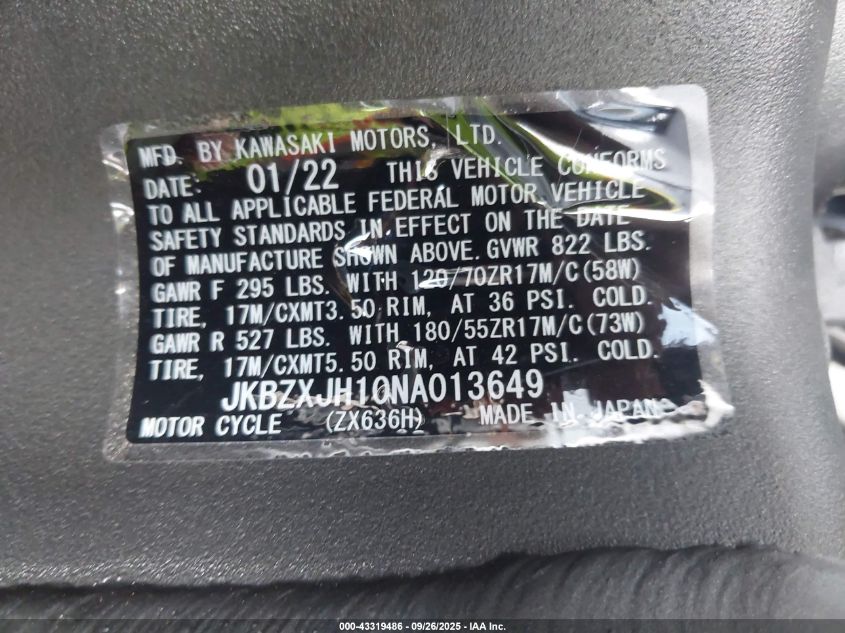 MFD. BY KAWASAKI MOTORS, LTD.
DATE: 01/22 THIS VEHICLE CONFORMS
TO ALL APPLICABLE FEDERAL MOTOR VEHICLE
SAFETY STANDARDS IN EFFECT ON THE DATE
OF MANUFACTURE SHOWN ABOVE. GVWR 822 LBS.
GAWR F 295 LBS. WITH 120/70ZR17M/C(58W)
TIRE, 17M/CXMT3.50 RIM, AT 36 PSI. COLD.
GAWR R 527 LBS. WITH 180/55ZR17M/C(73W)
TIRE, 17M/CXMT5.50 RIM, AT 42 PSI. COLD.
JKBZXJH10NA013649
MOTOR CYCLE (ZX636H) MADE IN JAPAN
000-43319486 - 09/26/2025 - IAA Inc.